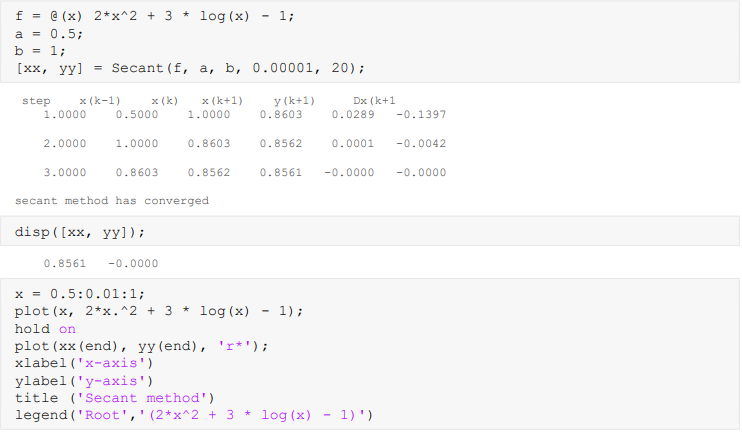 f = @(x) 2*x^2 + 3 * log(x) - 1;
a = 0.5;
b = 1;
[xx, yy] = Secant(f, a, b, 0.00001, 20);
step x(k-1) x(k) x(k+1) y(k+1) Dx(k+1
1.0000 0.5000 1.0000 0.8603 0.0289 -0.1397
2.0000 1.0000 0.8603 0.8562 0.0001 -0.0042
3.0000 0.8603 0.8562 0.8561 -0.0000 -0.0000
secant method has converged
disp([xx, yy]);
0.8561 -0.0000
x = 0.5:0.01:1;
plot(x, 2*x.^2 + 3 * log(x) - 1);
hold on
plot(xx(end), yy(end), 'r*');
xlabel('x-axis')
ylabel('y-axis')
title ('Secant method')
legend('Root','(2*x^2 + 3 * log(x) - 1)')